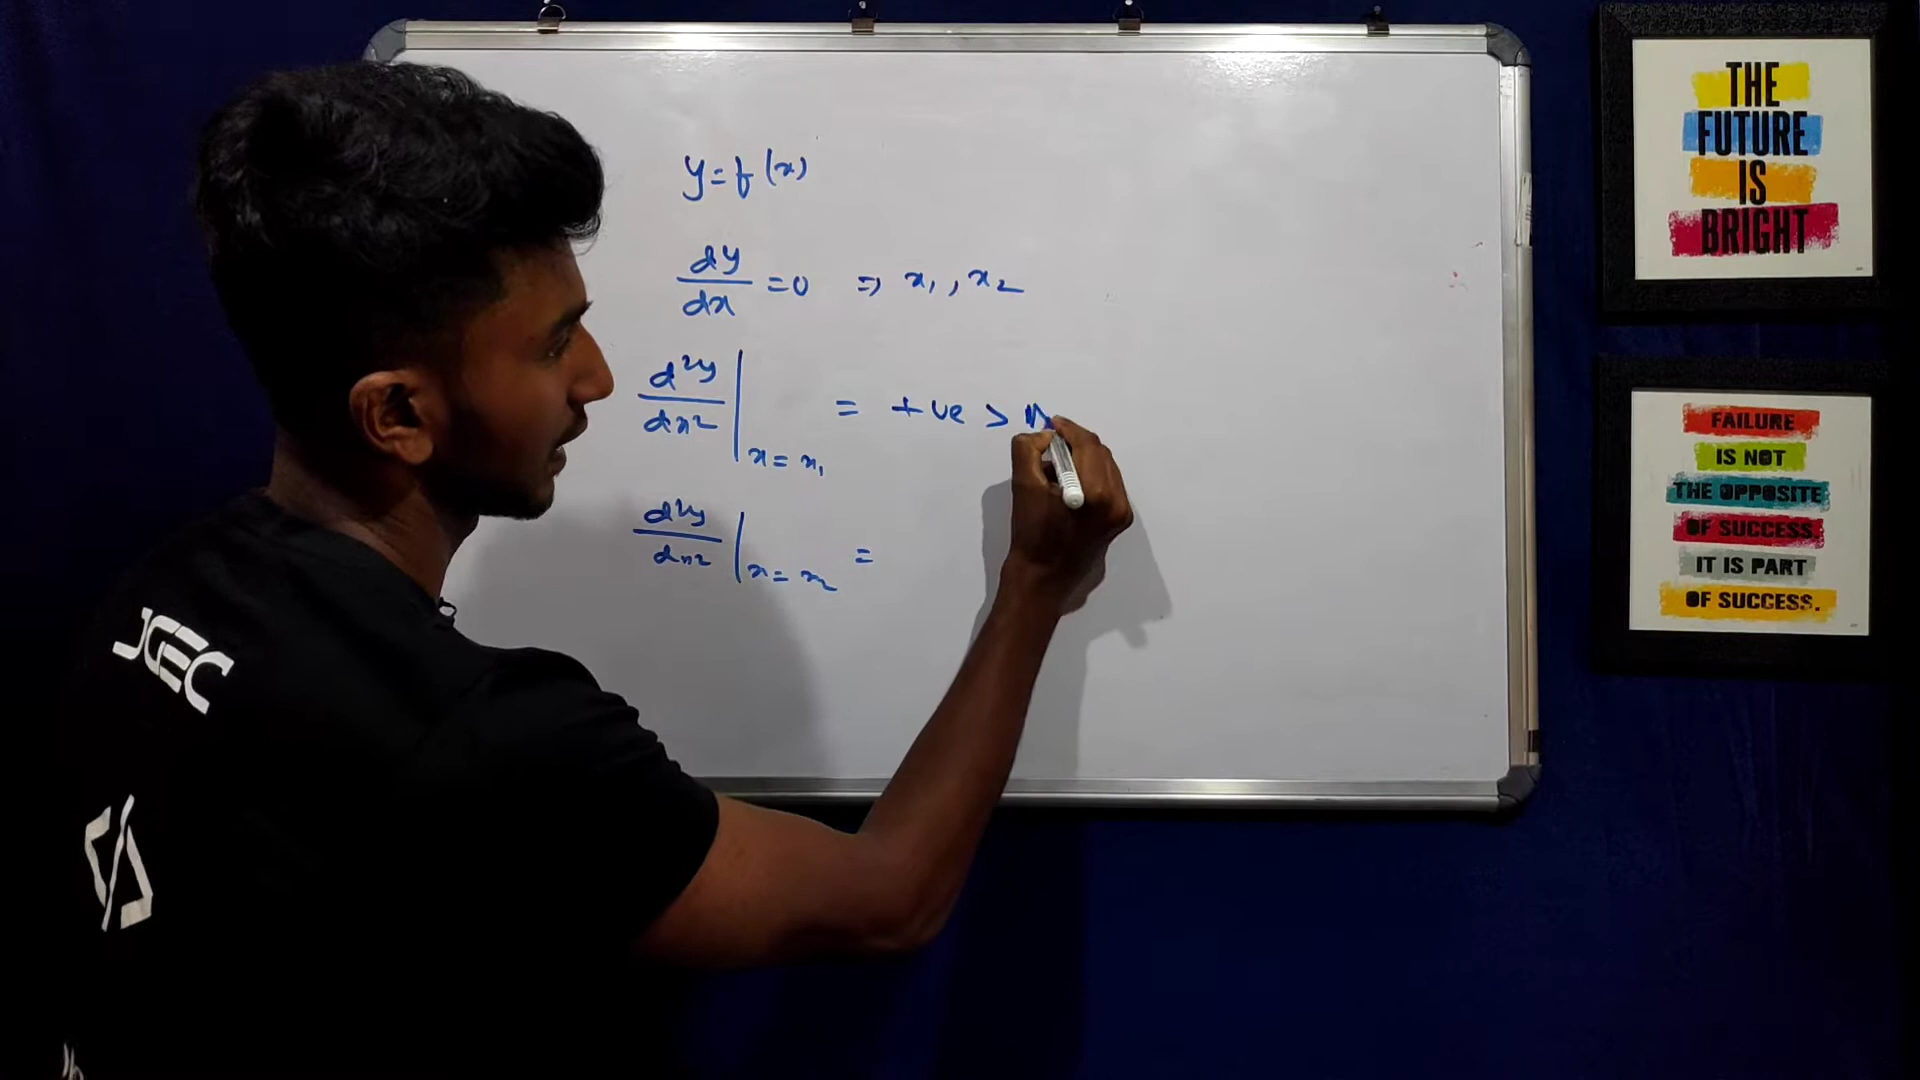 y = f(x)
dy/dx = 0 ⇒ x₁, x₂
d²y/dx² | x = x₁ = +ve >
d²y/dx² | x = x₂ =
JGEC
THE
FUTURE
IS
BRIGHT
FAILURE
IS NOT
THE OPPOSITE
OF SUCCESS
IT IS PART
OF SUCCESS.